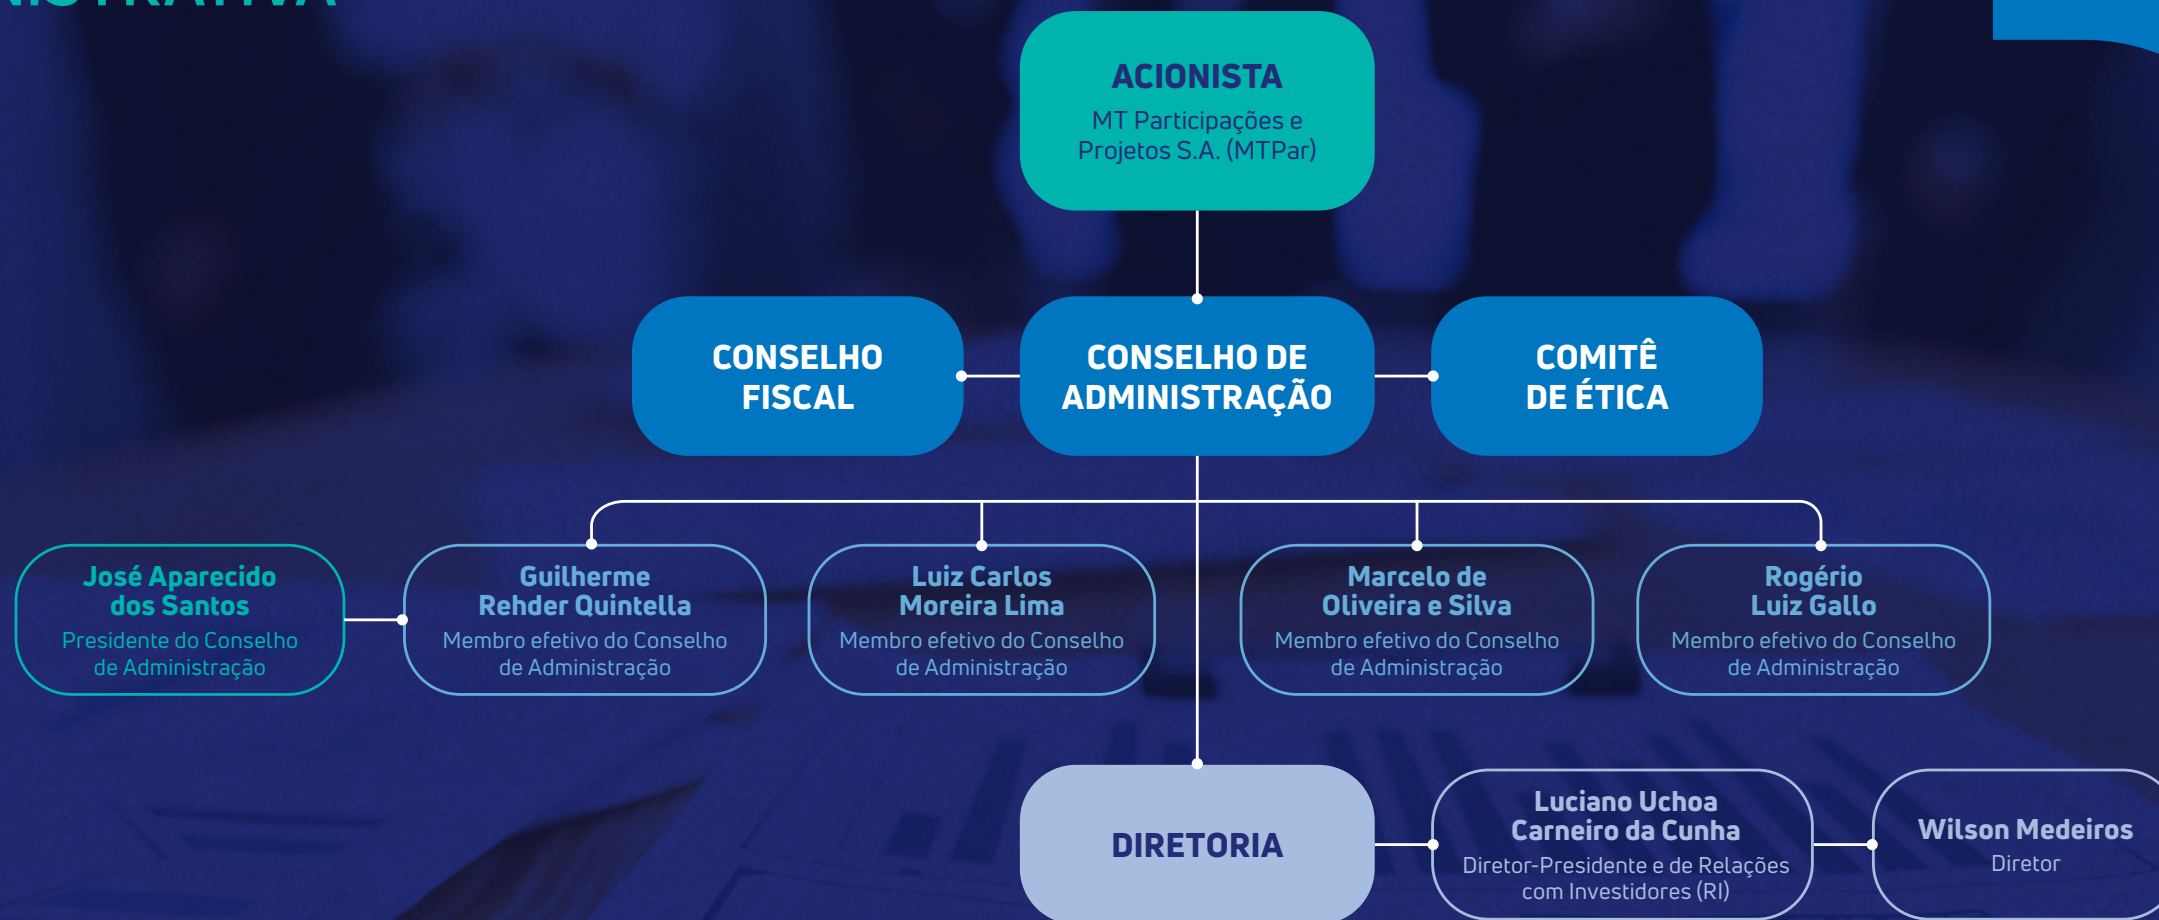 ACIONISTA
MT Participações e
Projetos S.A. (MTPar)
CONSELHO
FISCAL
CONSELHO DE
ADMINISTRAÇÃO
COMITÊ
DE ÉTICA
José Aparecido
dos Santos
Presidente do Conselho
de Administração
Guilherme
Rehder Quintella
Membro efetivo do Conselho
de Administração
Luiz Carlos
Moreira Lima
Membro efetivo do Conselho
de Administração
Marcelo de
Oliveira e Silva
Membro efetivo do Conselho
de Administração
Rogério
Luiz Gallo
Membro efetivo do Conselho
de Administração
DIRETORIA
Luciano Uchoa
Carneiro da Cunha
Diretor-Presidente e de Relações
com Investidores (RI)
Wilson Medeiros
Diretor